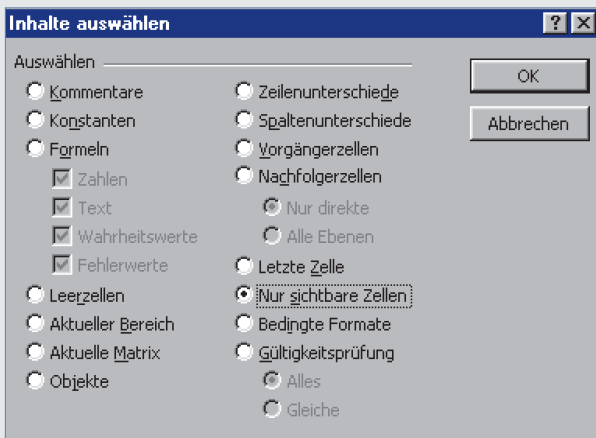 Inhalte auswählen
Auswählen
Kommentare
Konstanten
Formeln
Zahlen
Text
Wahrheitswerte
Fehlerwerte
Leerzellen
Aktueller Bereich
Aktuelle Matrix
Objekte
Zeilenunterschiede
Spaltenunterschiede
Vorgängerzellen
Nachfolgerzellen
Nur direkte
Alle Ebenen
Letzte Zelle
Nur sichtbare Zellen
Bedingte Formate
Gültigkeitsprüfung
Alles
Gleiche
OK
Abbrechen